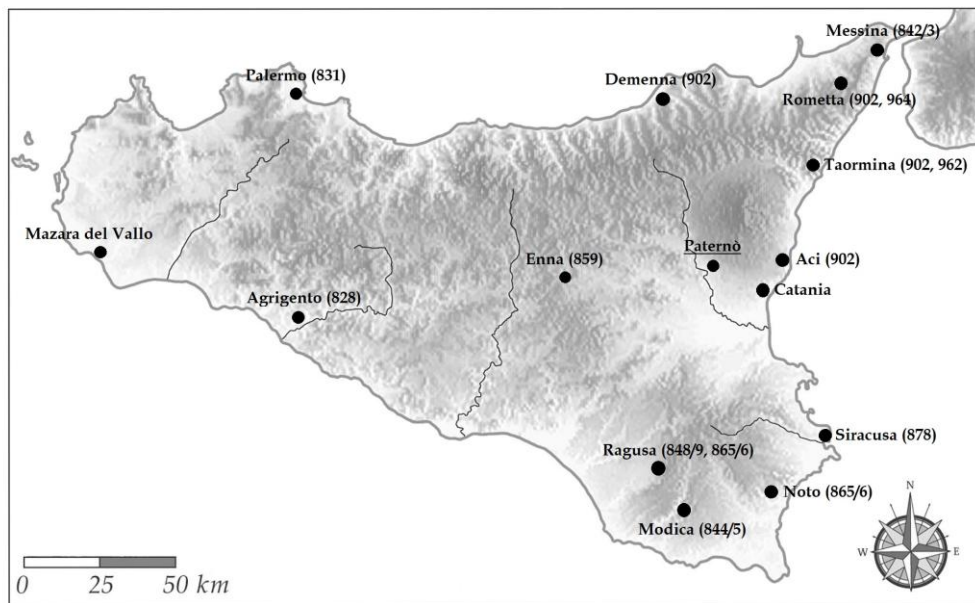 Messina (842/3)
Palermo (831)
Demenna (902)
Rometta (902, 964)
Taormina (902, 962)
Mazara del Vallo
Paternò
Enna (859)
Aci (902)
Catania
Agrigento (828)
Siracusa (878)
Ragusa (848/9, 865/6)
Noto (865/6)
Modica (844/5)
N
W
E
S
0 25 50 km